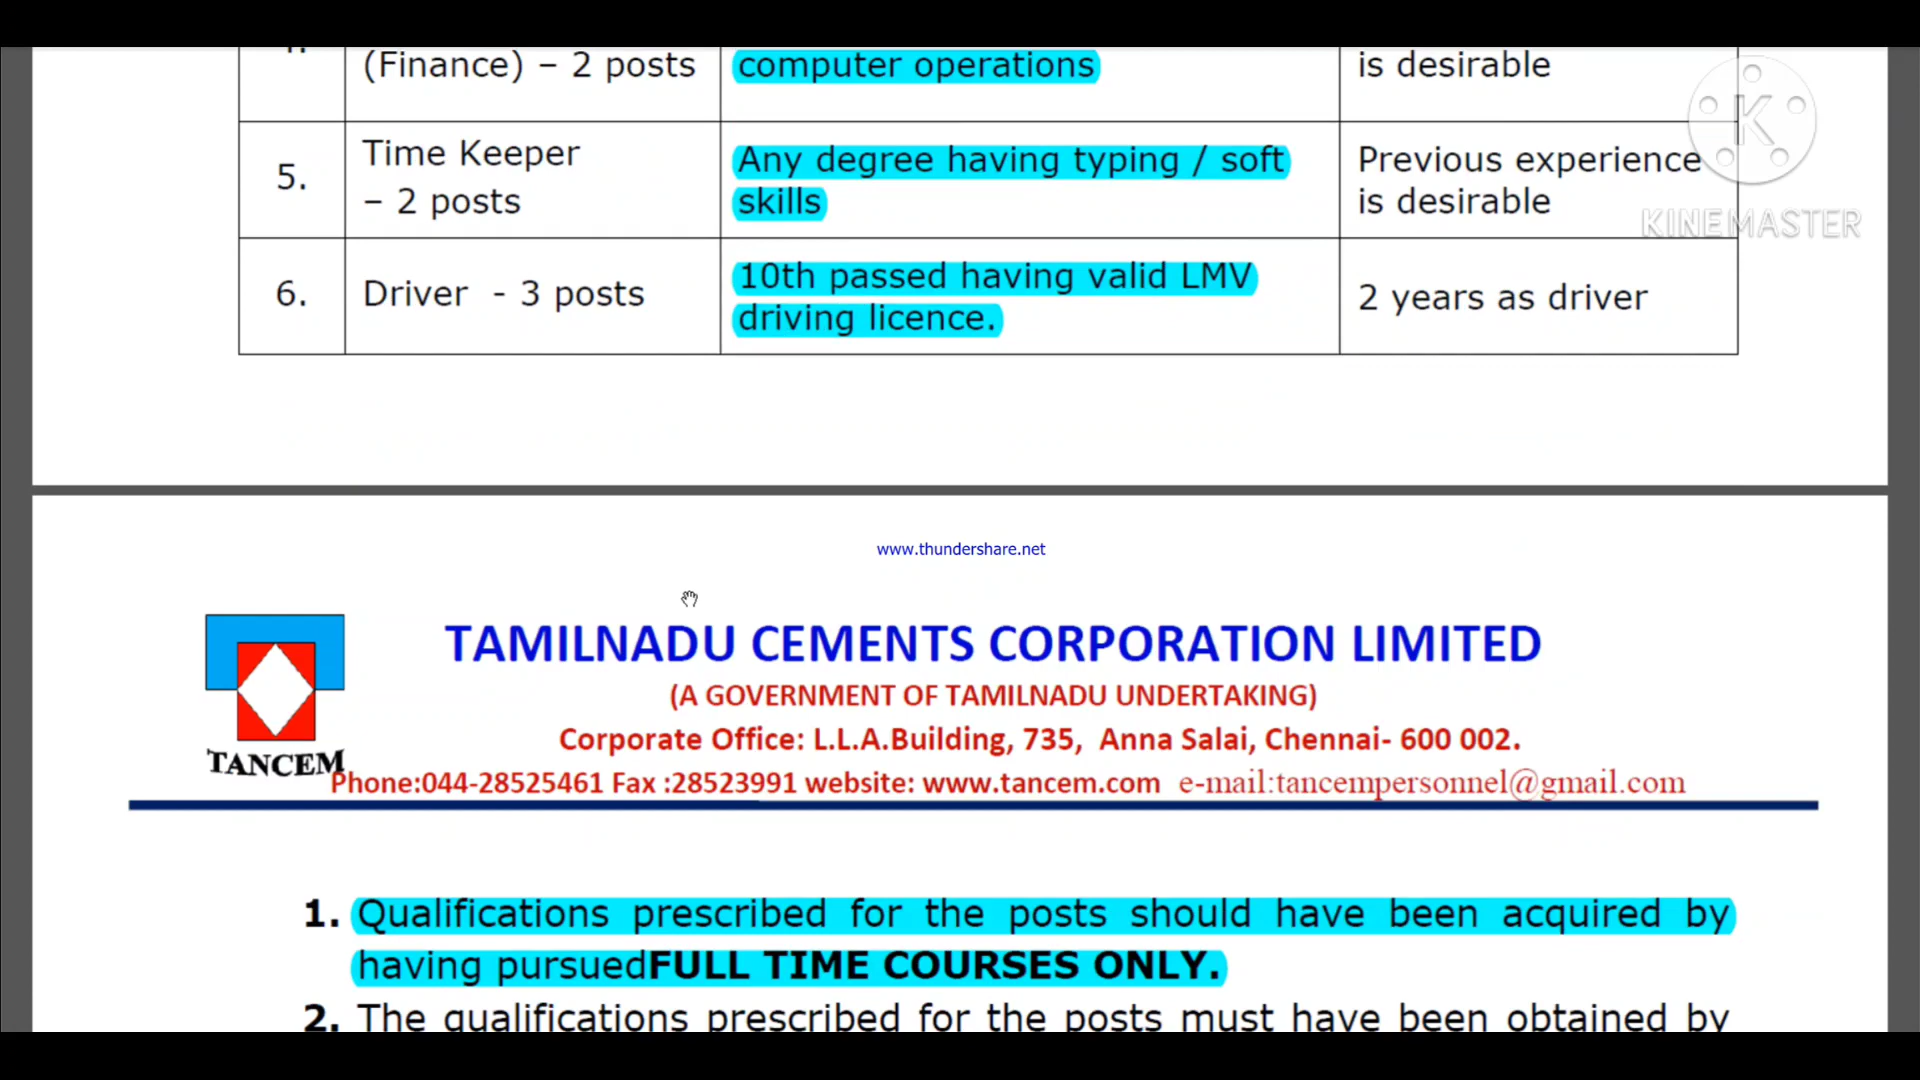 (Finance) – 2 posts
computer operations
is desirable
5.
Time Keeper
– 2 posts
Any degree having typing / soft
skills
Previous experience
is desirable
K
KINEMASTER
6.
Driver - 3 posts
10th passed having valid LMV
driving licence.
2 years as driver
www.thundershare.net
TANCEM
TAMILNADU CEMENTS CORPORATION LIMITED
(A GOVERNMENT OF TAMILNADU UNDERTAKING)
Corporate Office: L.L.A.Building, 735, Anna Salai, Chennai- 600 002.
Phone:044-28525461 Fax :28523991 website: www.tancem.com e-mail:tancempersonnel@gmail.com
1. Qualifications prescribed for the posts should have been acquired by
having pursuedFULL TIME COURSES ONLY.
2. The qualifications prescribed for the posts must have been obtained by